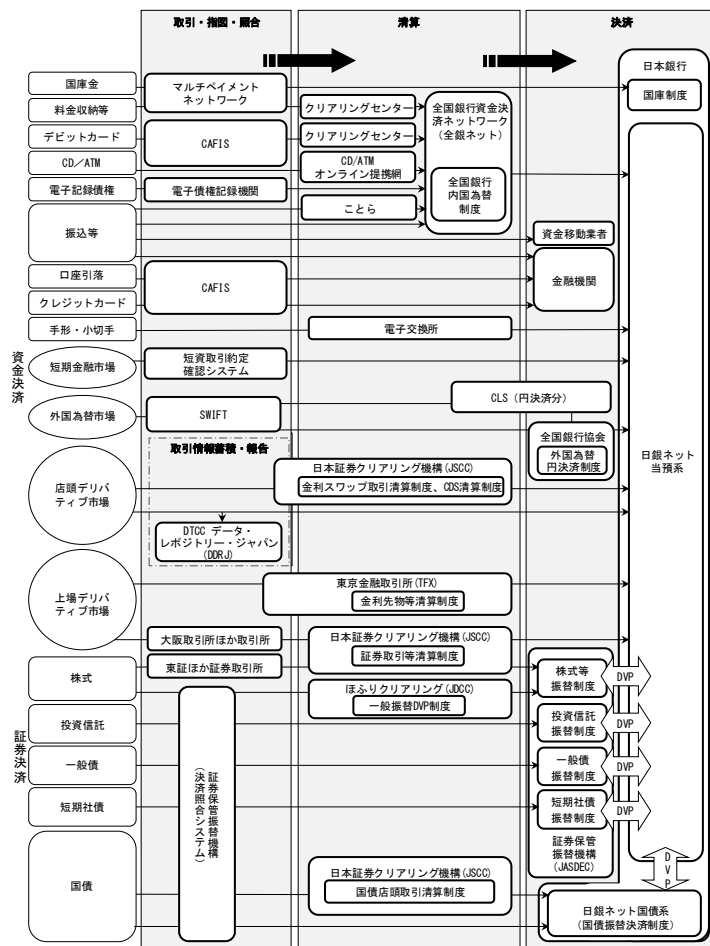 取引・指図・照合
清算
決済
日本銀行
国庫金
マルチペイメント
ネットワーク
国庫制度
料金収納等
クリアリングセンター
全国銀行資金決
済ネットワーク
(全銀ネット)
デビットカード
CAFIS
クリアリングセンター
CD/ATM
CD/ATM
オンライン提携網
全国銀行
内国為替
制度
電子記録債権
電子債権記録機関
ことら
振込等
資金移動業者
口座引落
CAFIS
金融機関
クレジットカード
手形・小切手
電子交換所
資金決済
短期金融市場
短資取引約定
確認システム
CLS(円決済分)
外国為替市場
SWIFT
全国銀行協会
外国為替
円決済制度
日銀ネット
当預系
取引情報蓄積・報告
店頭デリバ
ティブ市場
日本証券クリアリング機構(JSCC)
金利スワップ取引清算制度、CDS清算制度
DTCC データ・
レポジトリー・ジャパン
(DDRJ)
上場デリバ
ティブ市場
東京金融取引所(TFX)
金利先物等清算制度
大阪取引所ほか取引所
日本証券クリアリング機構(JSCC)
証券取引等清算制度
東証ほか証券取引所
株式
株式等
振替制度
DVP
ほふりクリアリング(JDCC)
一般振替DVP制度
証券決済
投資信託
投資信託
振替制度
DVP
一般債
一般債
振替制度
DVP
短期社債
短期社債
振替制度
DVP
証券保管振替機構
(決済照合システム)
証券保管
振替機構
(JASDEC)
DVP
国債
日本証券クリアリング機構(JSCC)
国債店頭取引清算制度
日銀ネット国債系
(国債振替決済制度)